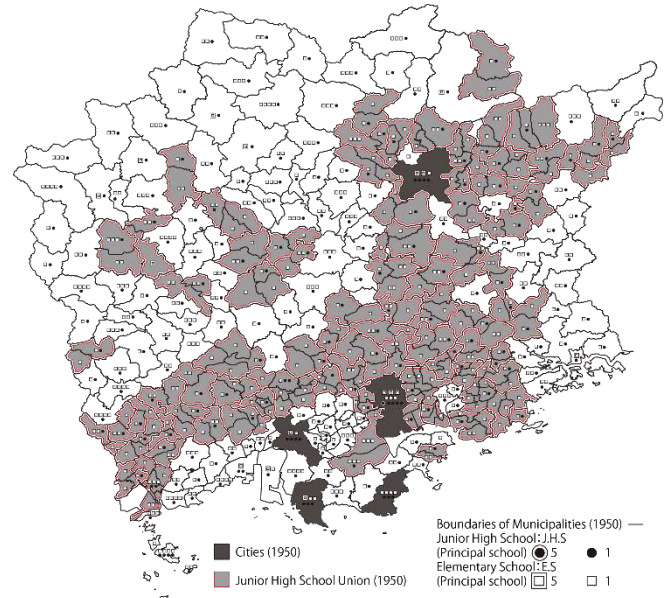 Cities (1950)
Junior High School Union (1950)
Boundaries of Municipalities (1950)
Junior High School:J.H.S
(Principal school) 5 1
Elementary School:E.S
(Principal school) 5 1